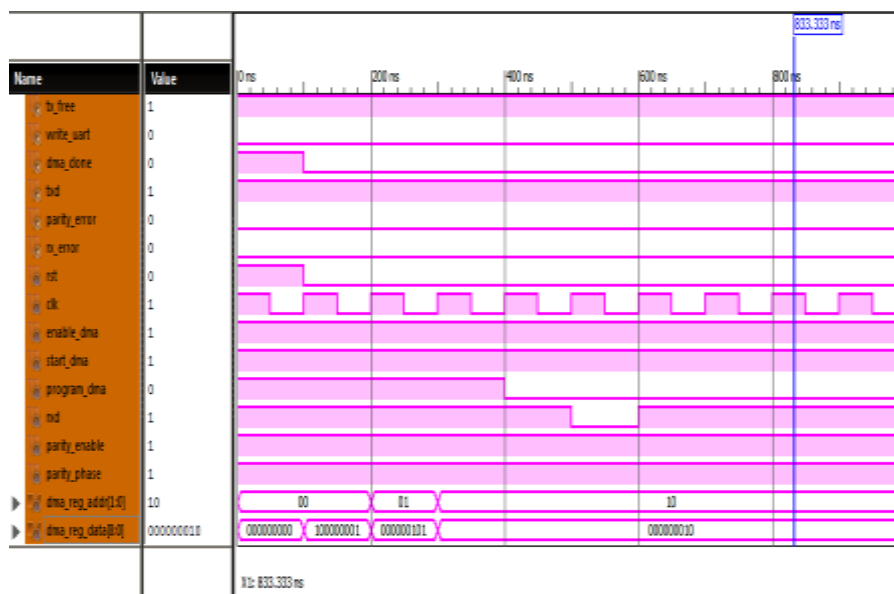 833.333 ns
Name Value 0 ns 200 ns 400 ns 600 ns 800 ns
tx_free 1
write_uart 0
dma_done 0
txd 1
parity_error 0
rx_error 0
rst 0
clk 1
enable_dma 1
start_dma 1
program_dma 0
rxd 1
parity_enable 1
parity_phase 1
dma_reg_addr[1:0] 10 00 01 10
dma_reg_data[8:0] 000000010 000000000 100000001 000000101 000000010
X1: 833.333 ns